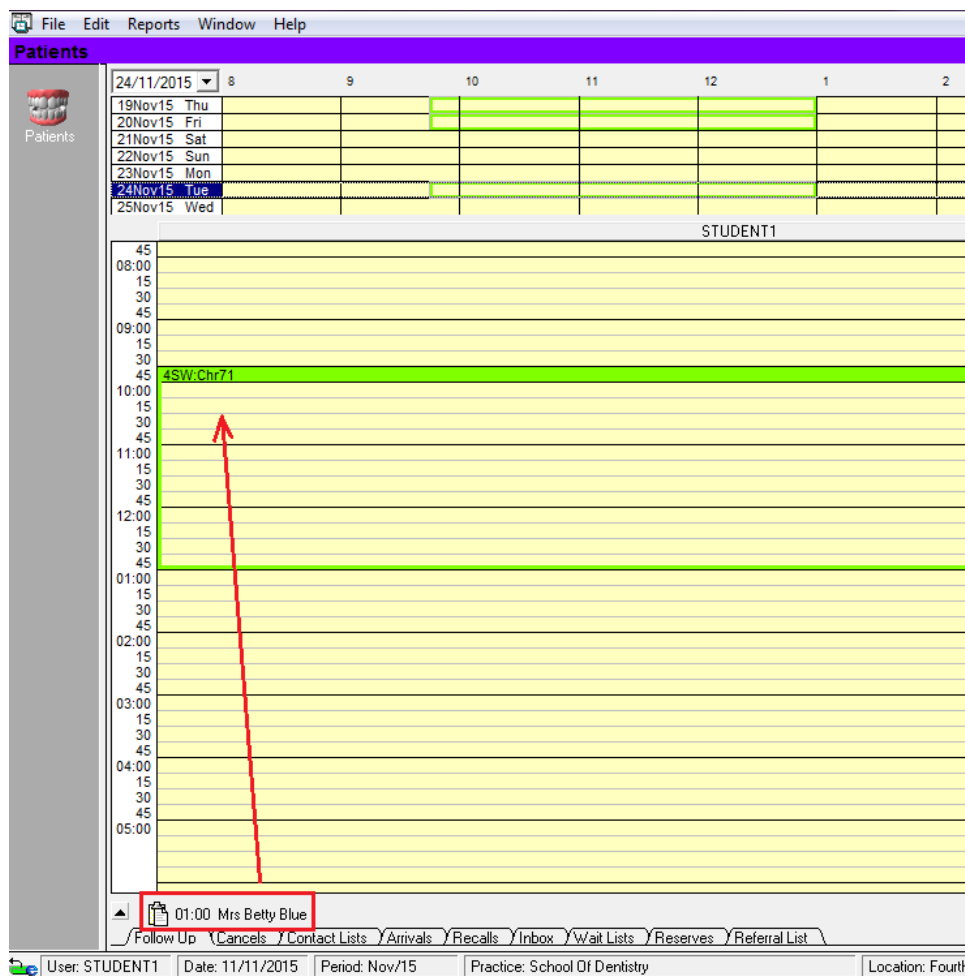 File Edit Reports Window Help
Patients
Patients
24/11/2015 8 9 10 11 12 1 2
19Nov15 Thu
20Nov15 Fri
21Nov15 Sat
22Nov15 Sun
23Nov15 Mon
24Nov15 Tue
25Nov15 Wed
STUDENT1
45
08:00
15
30
45
09:00
15
30
45 4SW:Chr71
10:00
15
30
45
11:00
15
30
45
12:00
15
30
45
01:00
15
30
45
02:00
15
30
45
03:00
15
30
45
04:00
15
30
45
05:00
01:00 Mrs Betty Blue
Follow Up Cancels Contact Lists Arrivals Recalls Inbox Wait Lists Reserves Referral List
User: STUDENT1 Date: 11/11/2015 Period: Nov/15 Practice: School Of Dentistry Location: Fourth